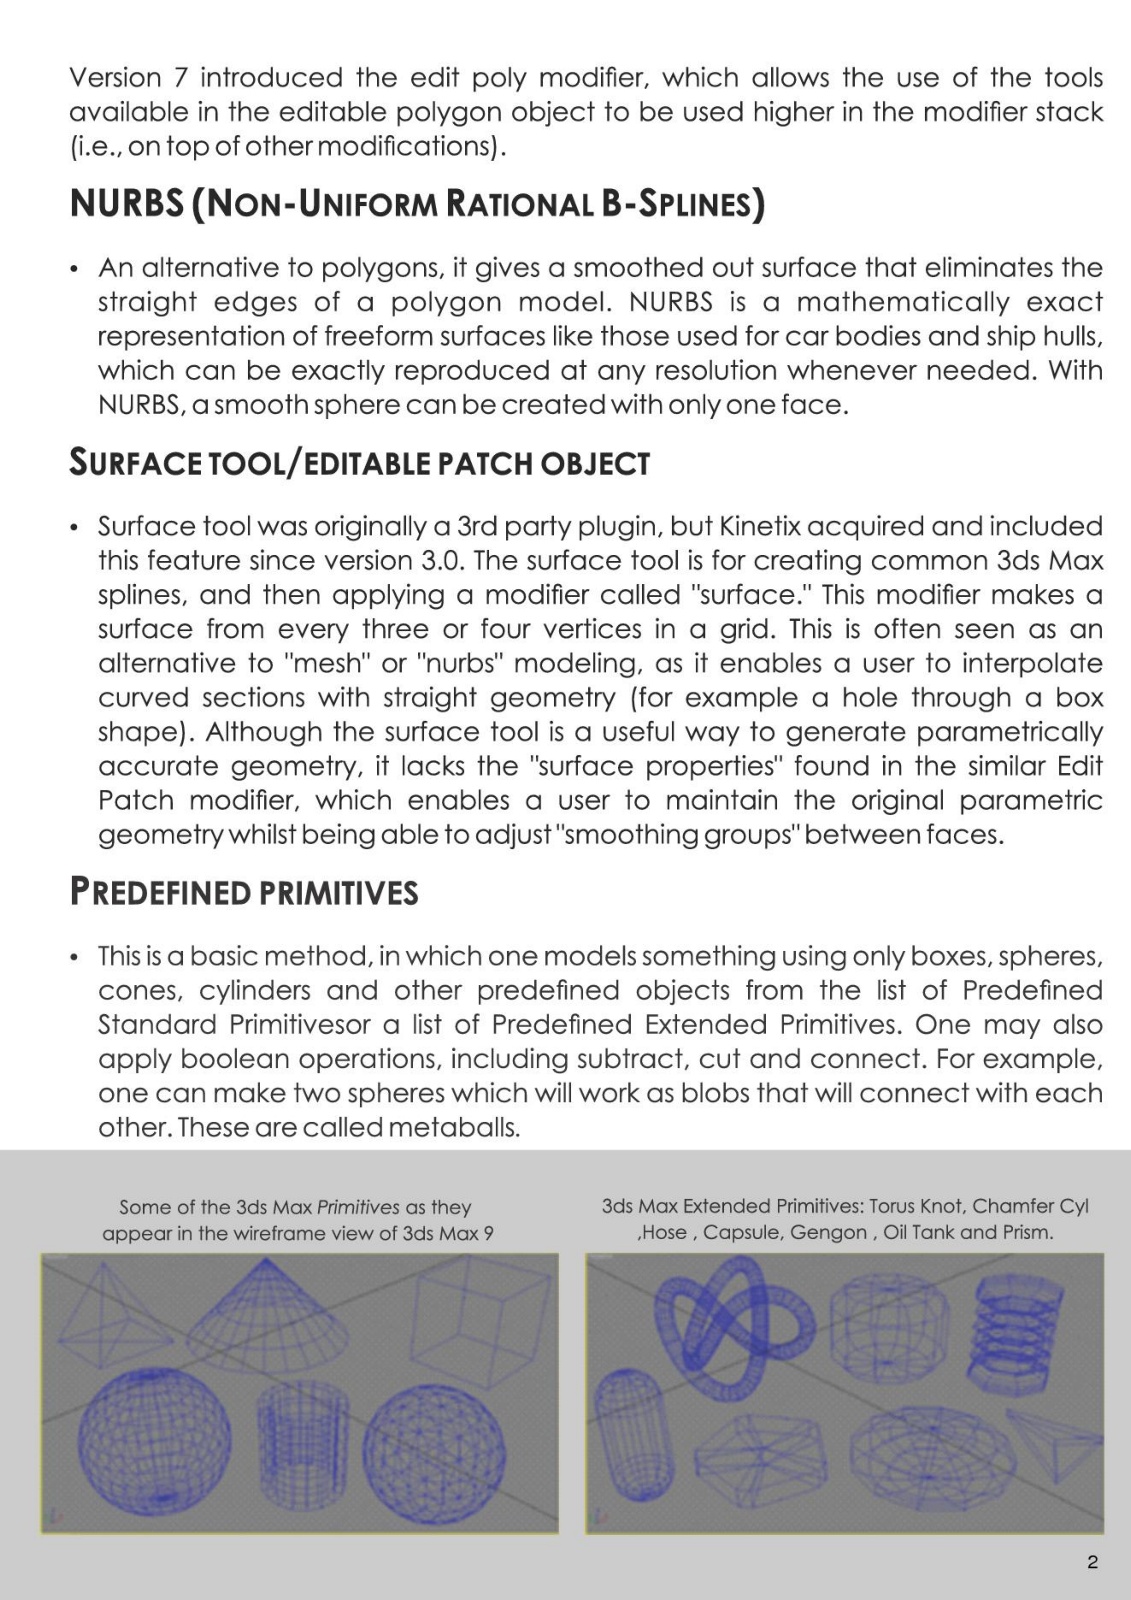 Version 7 introduced the edit poly modifier, which allows the use of the tools
available in the editable polygon object to be used higher in the modifier stack
(i.e., on top of other modifications).
NURBS (NON-UNIFORM RATIONAL B-SPLINES)
• An alternative to polygons, it gives a smoothed out surface that eliminates the
straight edges of a polygon model. NURBS is a mathematically exact
representation of freeform surfaces like those used for car bodies and ship hulls,
which can be exactly reproduced at any resolution whenever needed. With
NURBS, a smooth sphere can be created with only one face.
SURFACE TOOL/EDITABLE PATCH OBJECT
• Surface tool was originally a 3rd party plugin, but Kinetix acquired and included
this feature since version 3.0. The surface tool is for creating common 3ds Max
splines, and then applying a modifier called "surface." This modifier makes a
surface from every three or four vertices in a grid. This is often seen as an
alternative to "mesh" or "nurbs" modeling, as it enables a user to interpolate
curved sections with straight geometry (for example a hole through a box
shape). Although the surface tool is a useful way to generate parametrically
accurate geometry, it lacks the "surface properties" found in the similar Edit
Patch modifier, which enables a user to maintain the original parametric
geometry whilst being able to adjust "smoothing groups" between faces.
PREDEFINED PRIMITIVES
• This is a basic method, in which one models something using only boxes, spheres,
cones, cylinders and other predefined objects from the list of Predefined
Standard Primitivesor a list of Predefined Extended Primitives. One may also
apply boolean operations, including subtract, cut and connect. For example,
one can make two spheres which will work as blobs that will connect with each
other. These are called metaballs.
Some of the 3ds Max Primitives as they
appear in the wireframe view of 3ds Max 9
3ds Max Extended Primitives: Torus Knot, Chamfer Cyl
,Hose , Capsule, Gengon , Oil Tank and Prism.
2